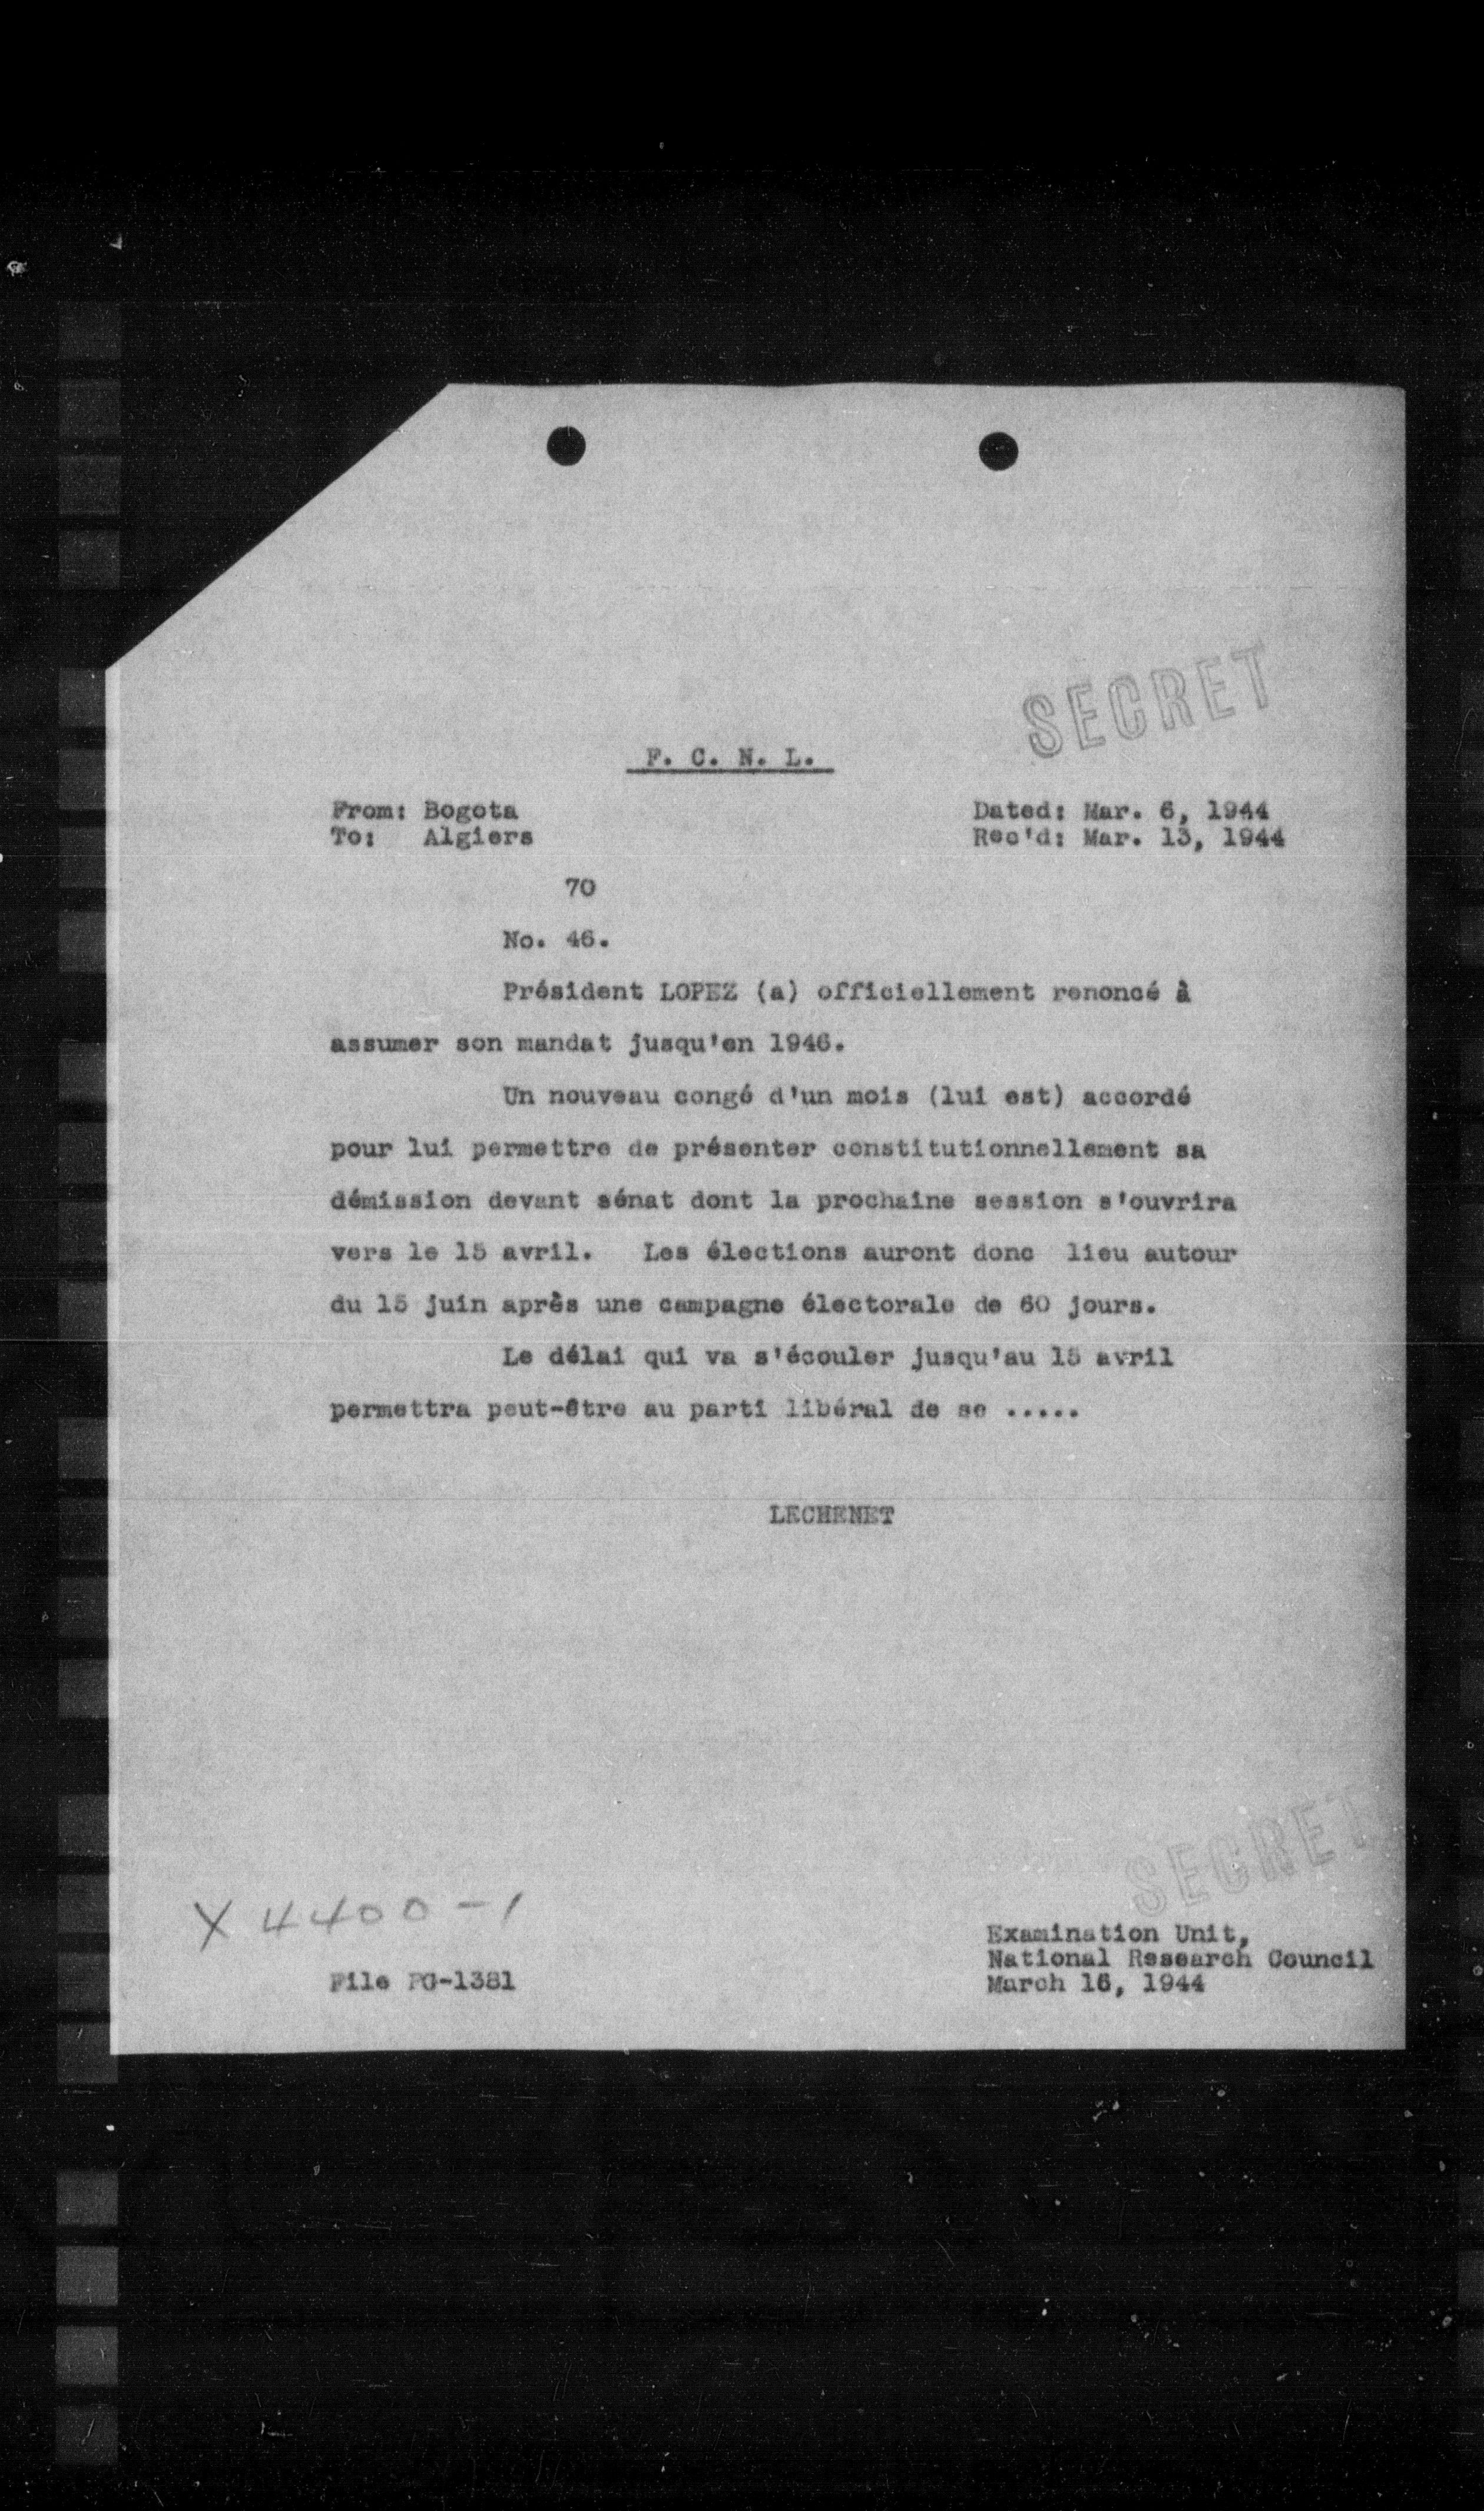 SECRET
F. C. N. L.
From: Bogota
To: Algiers
Dated: Mar. 6, 1944
Rec'd: Mar. 13, 1944
70
No. 46.
Président LOPEZ (a) officiellement renoncé à
assumer son mandat jusqu'en 1946.
Un nouveau congé d'un mois (lui est) accordé
pour lui permettre de présenter constitutionnellement sa
démission devant sénat dont la prochaine session s'ouvrira
vers le 15 avril. Les élections auront donc lieu autour
du 15 juin après une campagne électorale de 60 jours.
Le délai qui va s'écouler jusqu'au 15 avril
permettra peut-être au parti libéral de se .....
LECHENET
SECRET
X 4400-1
File FG-1381
Examination Unit,
National Research Council
March 16, 1944